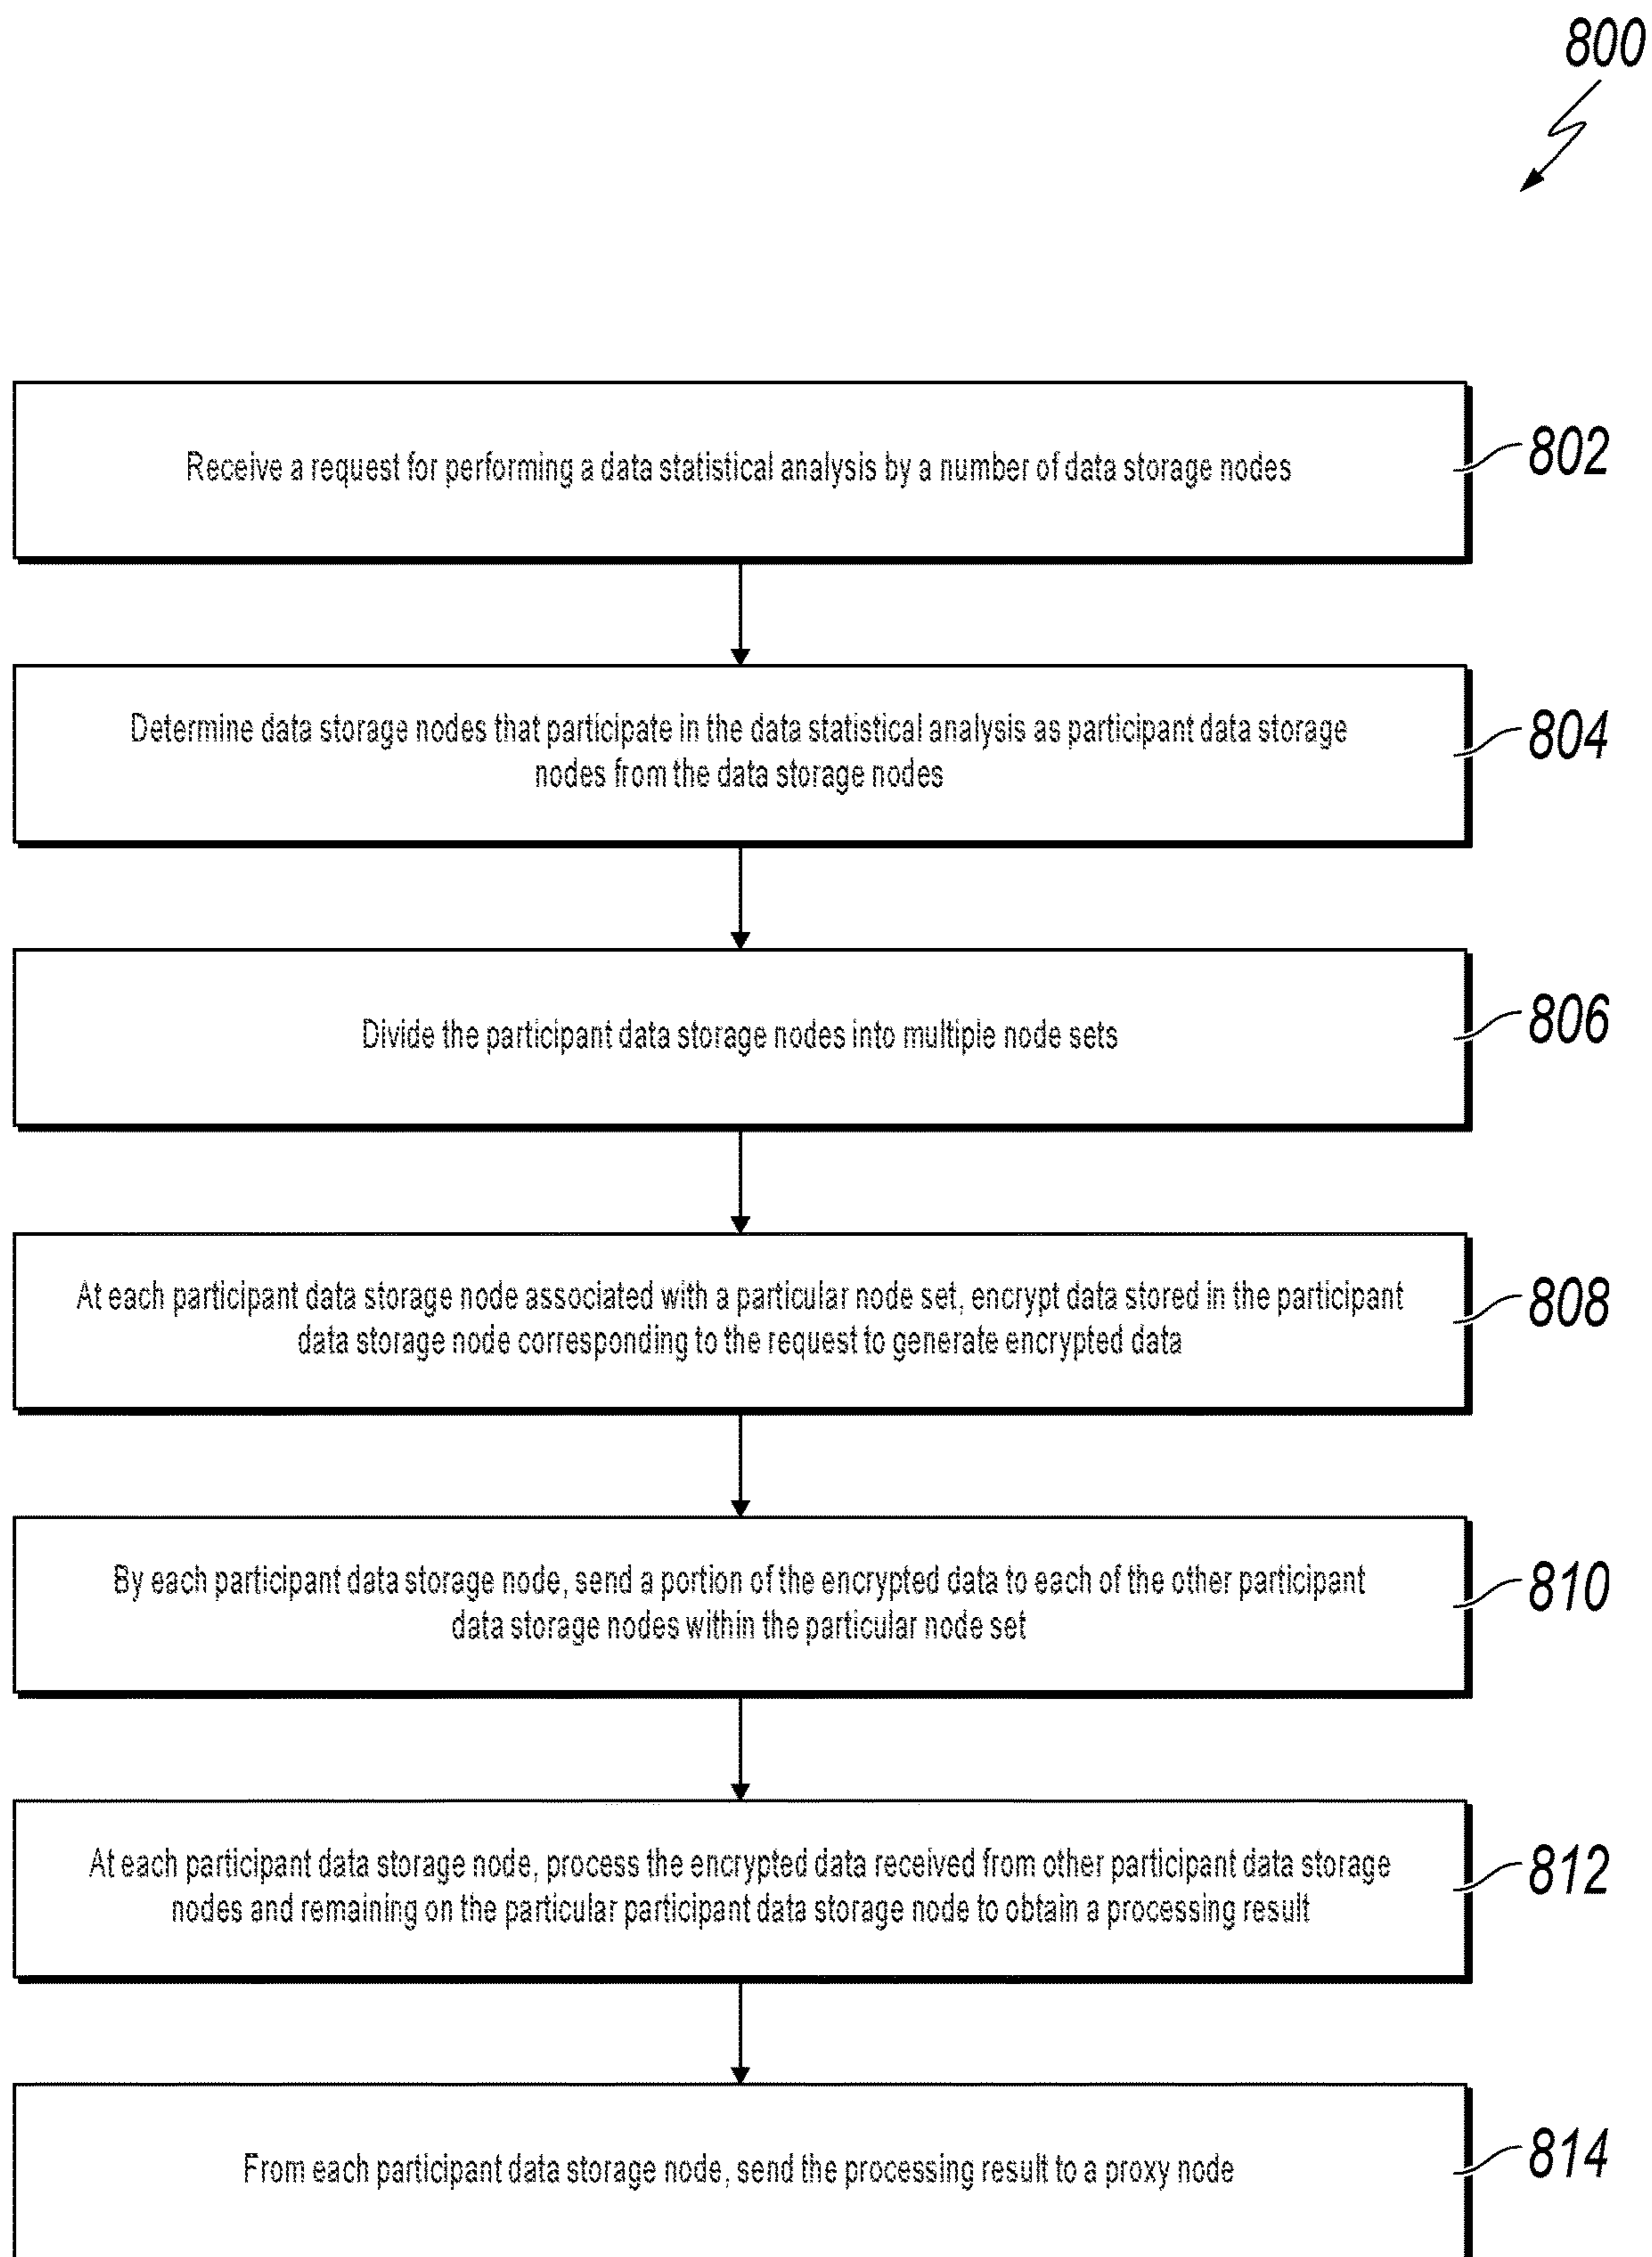 800
Receive a request for performing a data statistical analysis by a number of data storage nodes
802
Determine data storage nodes that participate in the data statistical analysis as participant data storage
nodes from the data storage nodes
804
Divide the participant data storage nodes into multiple node sets
806
At each participant data storage node associated with a particular node set, encrypt data stored in the participant
data storage node corresponding to the request to generate encrypted data
808
By each participant data storage node, send a portion of the encrypted data to each of the other participant
data storage nodes within the particular node set
810
At each participant data storage node, process the encrypted data received from other participant data storage
nodes and remaining on the particular participant data storage node to obtain a processing result
812
From each participant data storage node, send the processing result to a proxy node
814